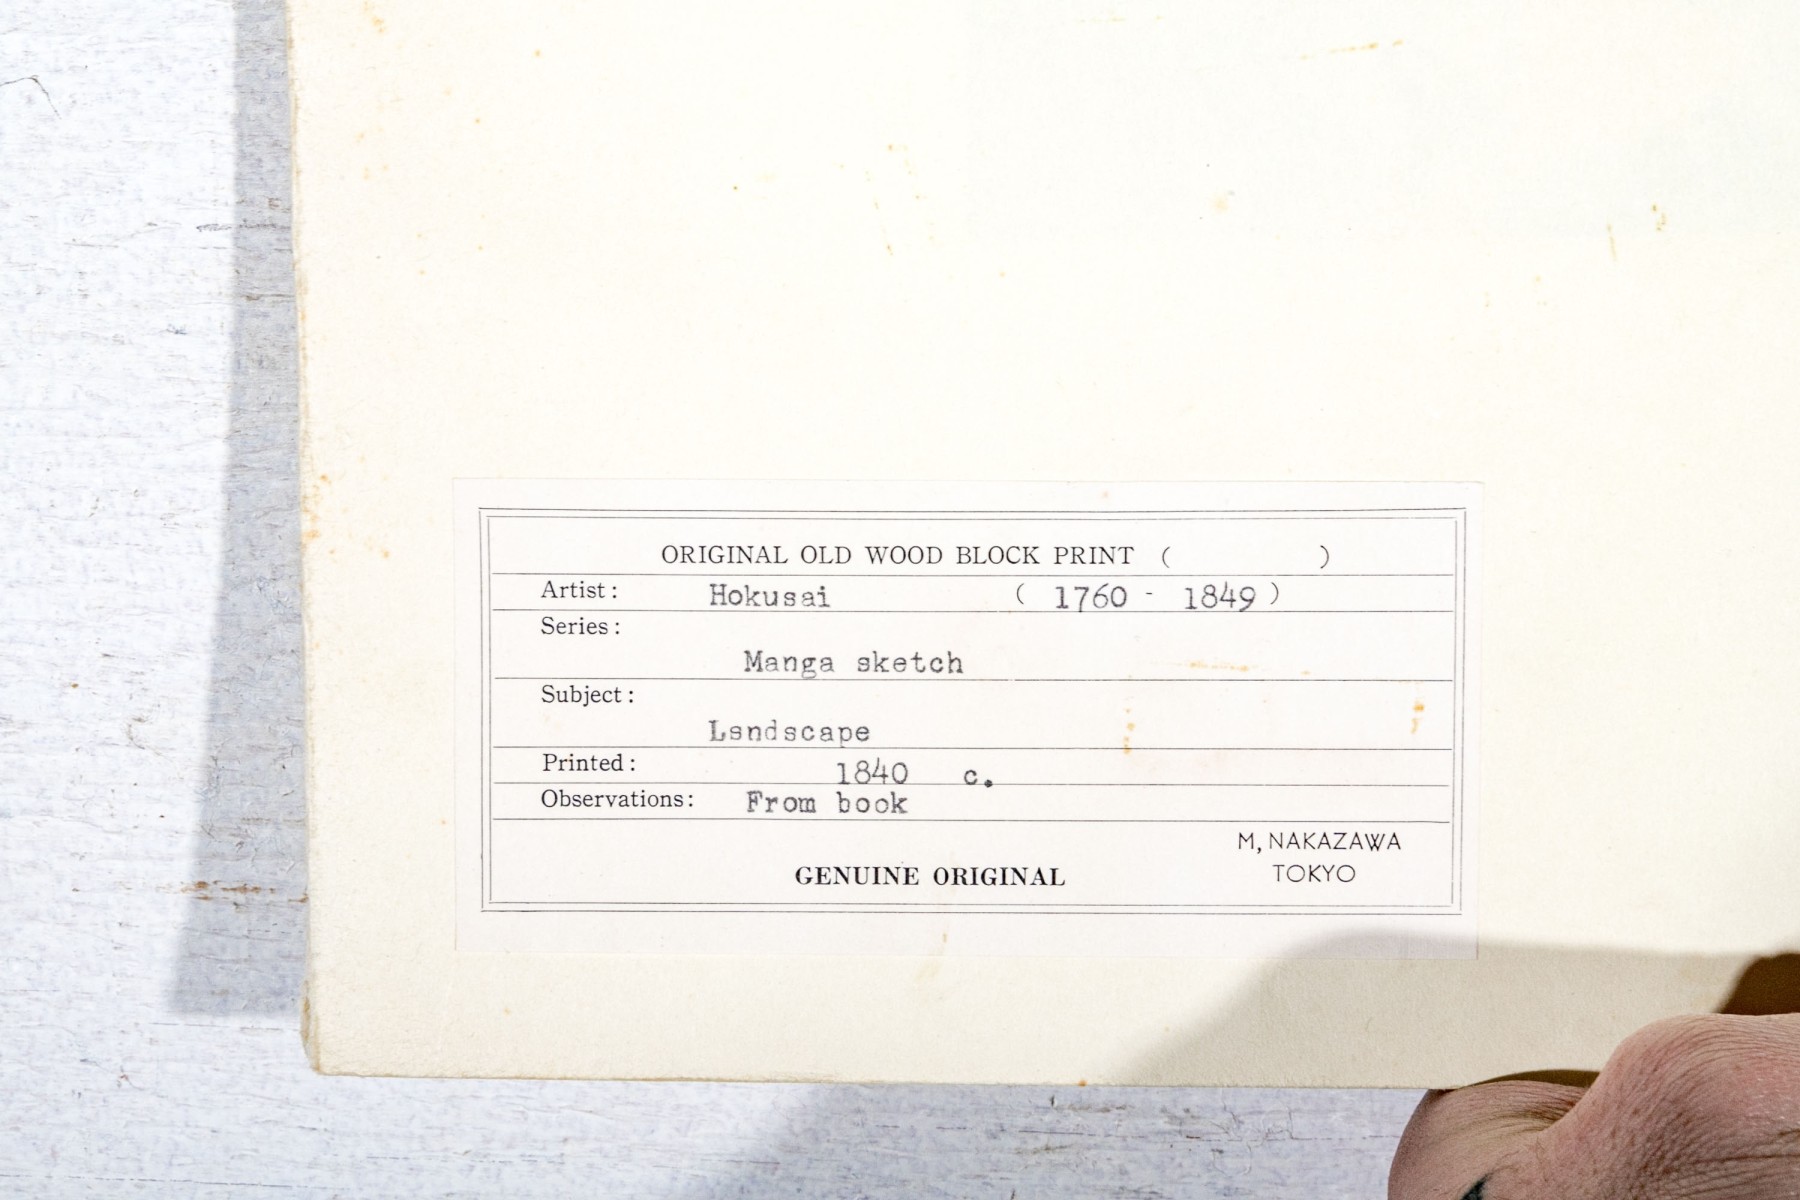 ORIGINAL OLD WOOD BLOCK PRINT ( )
Artist: Hokusai ( 1760 - 1849 )
Series:
Manga sketch
Subject:
Lsndscape
Printed: 1840 c.
Observations: From book
M, NAKAZAWA
GENUINE ORIGINAL TOKYO